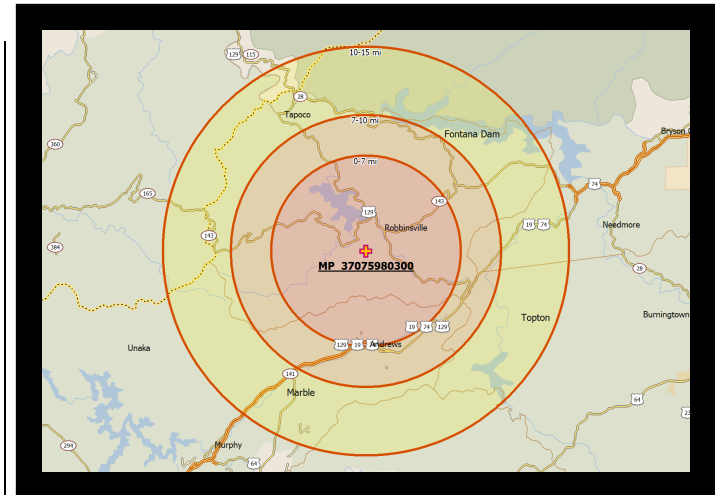 10-15 mi
129
115
28
Tapoco
7-10 mi
Fontana Dam
Bryson
360
0-7 mi
74
165
143
129
Robbinsville
19 74
Needmore
143
384
MP_37075980300
28
19 74 129
Topton
Burningtown
Unaka
129 19
Andrews
141
Marble
64
Murphy
294
64